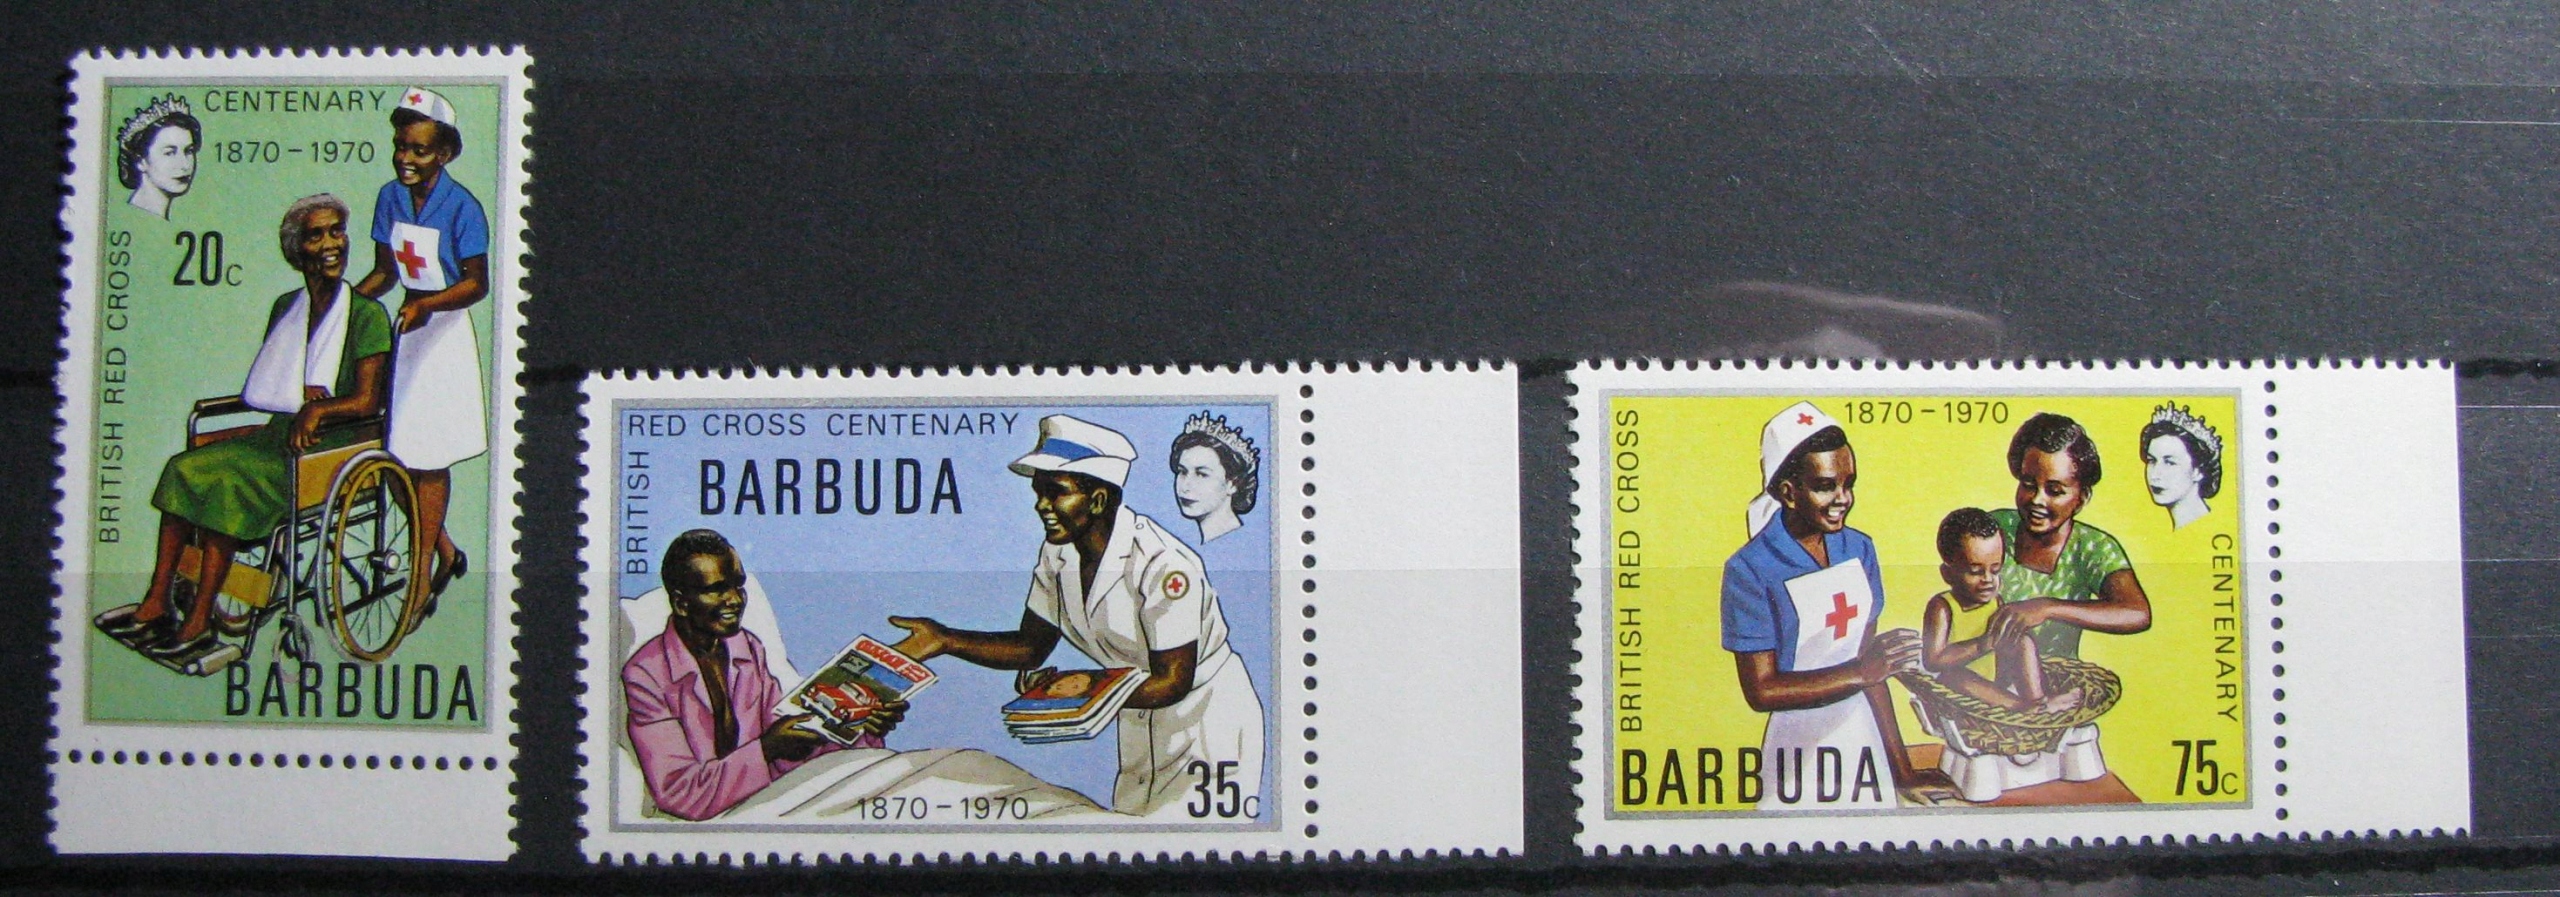 CENTENARY
1870-1970
20c
BRITISH RED CROSS
BARBUDA
BRITISH
RED CROSS CENTENARY
BARBUDA
1870-1970
35c
BRITISH RED CROSS
1870-1970
CENTENARY
BARBUDA
75c